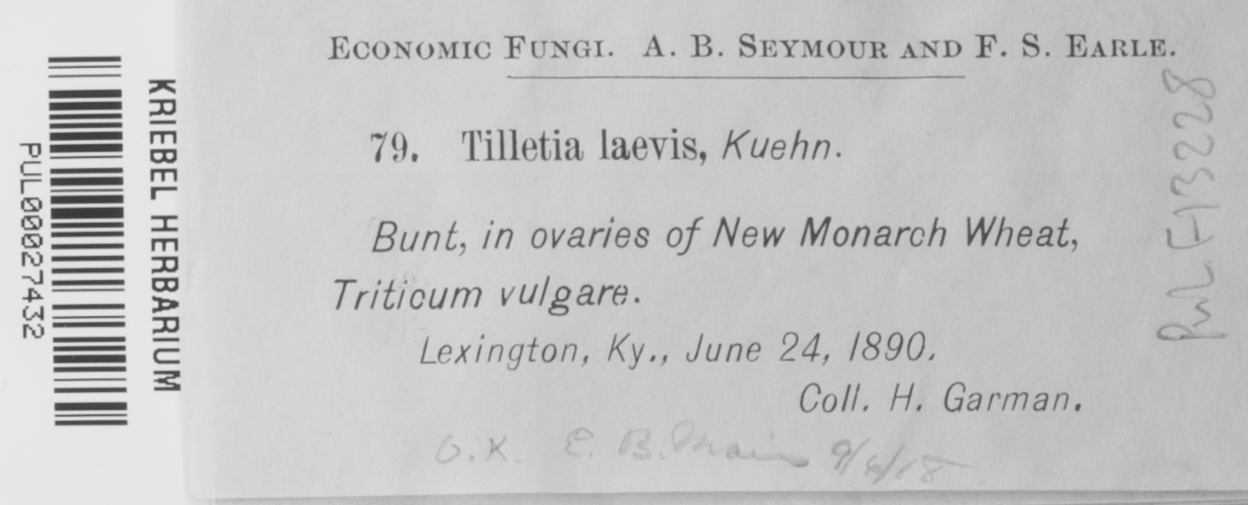 ECONOMIC FUNGI. A. B. SEYMOUR AND F. S. EARLE.
79. Tilletia laevis, Kuehn.
Bunt, in ovaries of New Monarch Wheat,
Triticum vulgare.
Lexington, Ky., June 24, 1890.
Coll. H. Garman.
O.K. E. B. Mains 9/6/18
PUL F13228
KRIEBEL HERBARIUM
PUL00027432